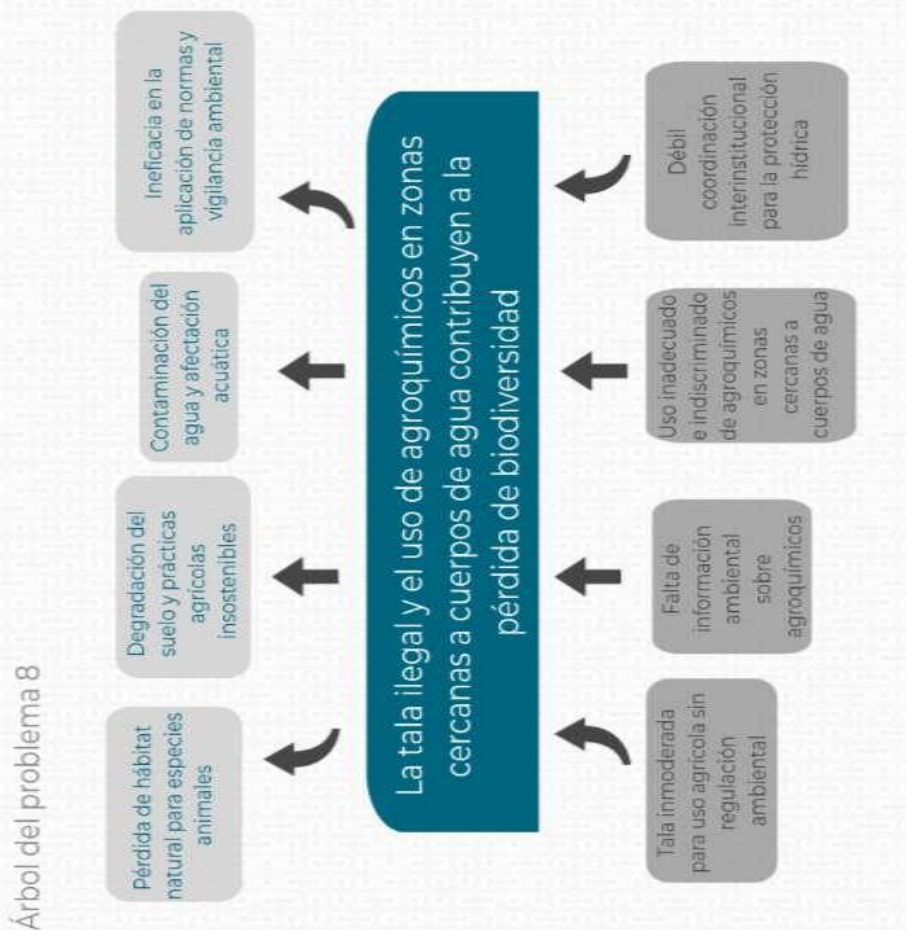 Árbol del problema 8
Pérdida de hábitat
natural para especies
animales
Degradación del
suelo y prácticas
agrícolas
insostenibles
Contaminación del
agua y afectación
acuática
Ineficacia en la
aplicación de normas y
vigilancia ambiental
La tala ilegal y el uso de agroquímicos en zonas
cercanas a cuerpos de agua contribuyen a la
pérdida de biodiversidad
Tala inmoderada
para uso agrícola sin
regulación
ambiental
Falta de
información
ambiental
sobre
agroquímicos
Uso inadecuado
e indiscriminado
de agroquímicos
en zonas
cercanas a
cuerpos de agua
Débil
coordinación
interinstitucional
para la protección
hídrica